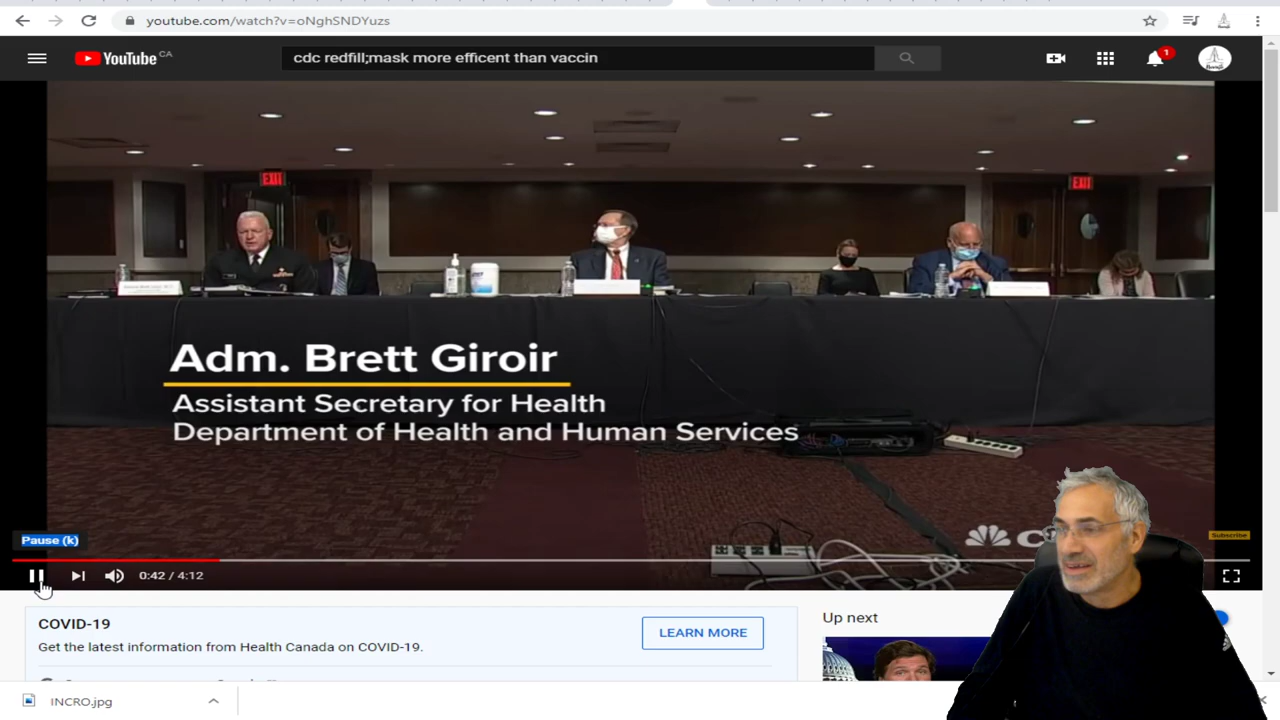 youtube.com/watch?v=oNghSNDYuzs
YouTube CA
cdc redfill;mask more efficent than vaccin
1
EXIT
EXIT
Adm. Brett Giroir
Assistant Secretary for Health
Department of Health and Human Services
Subscribe
Pause (k)
0:42 / 4:12
COVID-19
Get the latest information from Health Canada on COVID-19.
LEARN MORE
Up next
INCRO.jpg